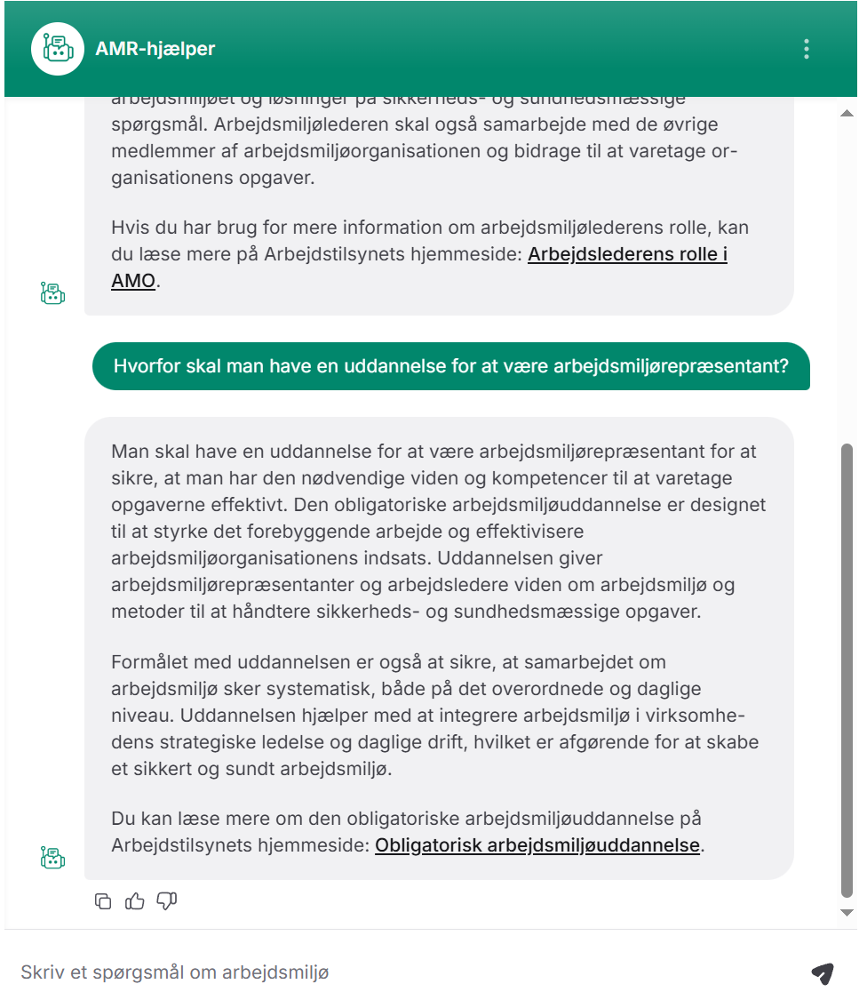 AMR-hjælper
arbejdsmiljøet og løsninger på sikkerheds- og sundhedsmæssige
spørgsmål. Arbejdsmiljølederen skal også samarbejde med de øvrige
medlemmer af arbejdsmiljøorganisationen og bidrage til at varetage or-
ganisationens opgaver.
Hvis du har brug for mere information om arbejdsmiljølederens rolle, kan
du læse mere på Arbejdstilsynets hjemmeside: Arbejdslederens rolle i
AMO.
Hvorfor skal man have en uddannelse for at være arbejdsmiljørepræsentant?
Man skal have en uddannelse for at være arbejdsmiljørepræsentant for at
sikre, at man har den nødvendige viden og kompetencer til at varetage
opgaverne effektivt. Den obligatoriske arbejdsmiljøuddannelse er designet
til at styrke det forebyggende arbejde og effektivisere
arbejdsmiljøorganisationens indsats. Uddannelsen giver
arbejdsmiljørepræsentanter og arbejdsledere viden om arbejdsmiljø og
metoder til at håndtere sikkerheds- og sundhedsmæssige opgaver.
Formålet med uddannelsen er også at sikre, at samarbejdet om
arbejdsmiljø sker systematisk, både på det overordnede og daglige
niveau. Uddannelsen hjælper med at integrere arbejdsmiljø i virksomhe-
dens strategiske ledelse og daglige drift, hvilket er afgørende for at skabe
et sikkert og sundt arbejdsmiljø.
Du kan læse mere om den obligatoriske arbejdsmiljøuddannelse på
Arbejdstilsynets hjemmeside: Obligatorisk arbejdsmiljøuddannelse.
Skriv et spørgsmål om arbejdsmiljø